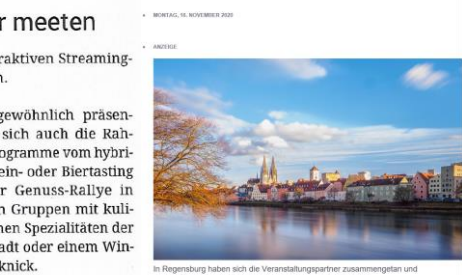 r meeten
raktiven Streaming-
n.
gewöhnlich präsen-
sich auch die Rah-
ogramme vom hybri-
ein- oder Biertasting
r Genuss-Rallye in
n Gruppen mit kuli-
nen Spezialitäten der
adt oder einem Win-
knick.
MONTAG, 16. NOVEMBER 2020
ANZEIGE
In Regensburg haben sich die Veranstaltungspartner zusammengetan und